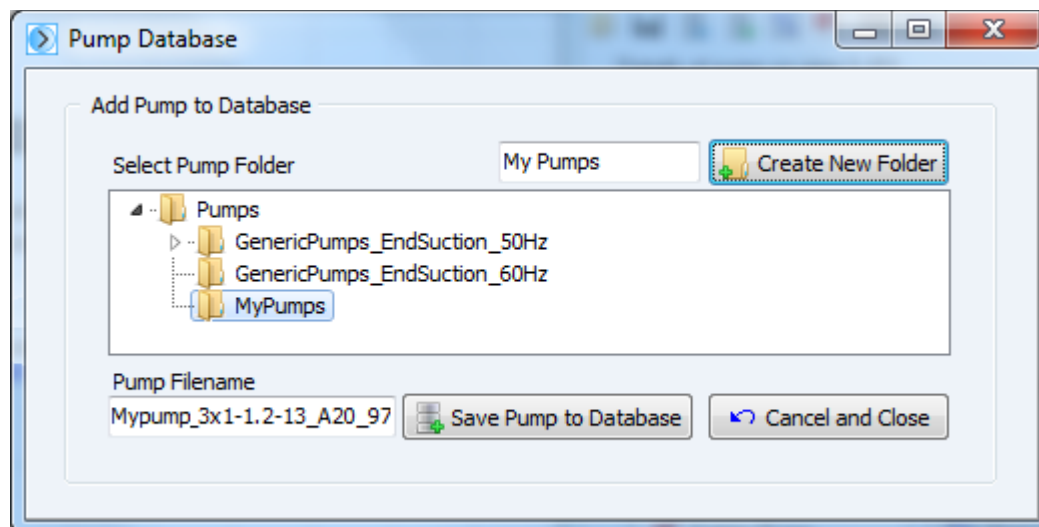 Pump Database
Add Pump to Database
Select Pump Folder
My Pumps
Create New Folder
Pumps
GenericPumps_EndSuction_50Hz
GenericPumps_EndSuction_60Hz
MyPumps
Pump Filename
Mypump_3x1-1.2-13_A20_97
Save Pump to Database
Cancel and Close